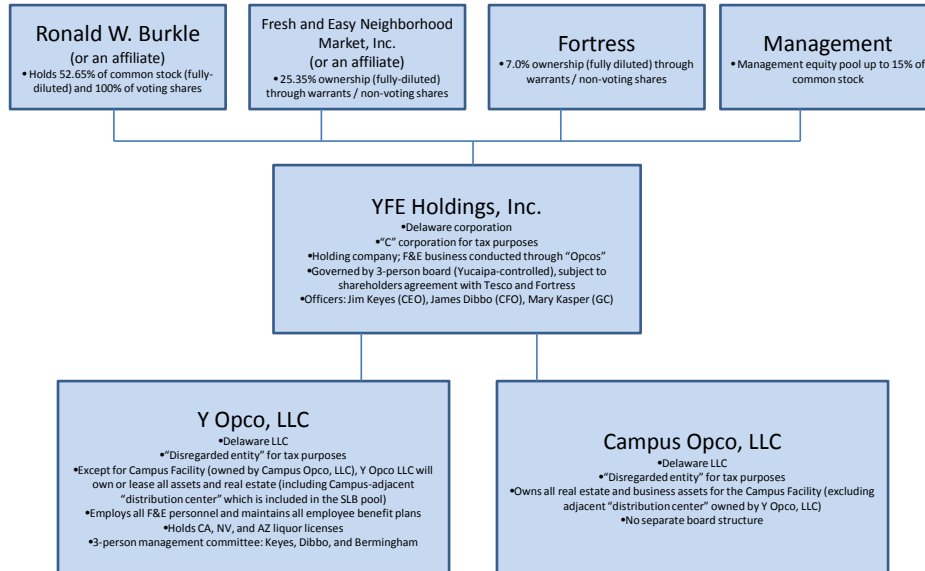 Ronald W. Burkle
(or an affiliate)
•Holds 52.65% of common stock (fully-
diluted) and 100% of voting shares
Fresh and Easy Neighborhood
Market, Inc.
(or an affiliate)
• 25.35% ownership (fully-diluted)
through warrants / non-voting shares
Fortress
•7.0% ownership (fully diluted) through
warrants / non-voting shares
Management
•Management equity pool up to 15% of
common stock
YFE Holdings, Inc.
•Delaware corporation
•“C” corporation for tax purposes
•Holding company; F&E business conducted through “Opcos”
•Governed by 3-person board (Yucaipa-controlled), subject to
shareholders agreement with Tesco and Fortress
•Officers: Jim Keyes (CEO), James Dibbo (CFO), Mary Kasper (GC)
Y Opco, LLC
•Delaware LLC
•“Disregarded entity” for tax purposes
•Except for Campus Facility (owned by Campus Opco, LLC), Y Opco LLC will
own or lease all assets and real estate (including Campus-adjacent
“distribution center” which is included in the SLB pool)
•Employs all F&E personnel and maintains all employee benefit plans
•Holds CA, NV, and AZ liquor licenses
•3-person management committee: Keyes, Dibbo, and Bermingham
Campus Opco, LLC
•Delaware LLC
•“Disregarded entity” for tax purposes
•Owns all real estate and business assets for the Campus Facility (excluding
adjacent “distribution center” owned by Y Opco, LLC)
•No separate board structure